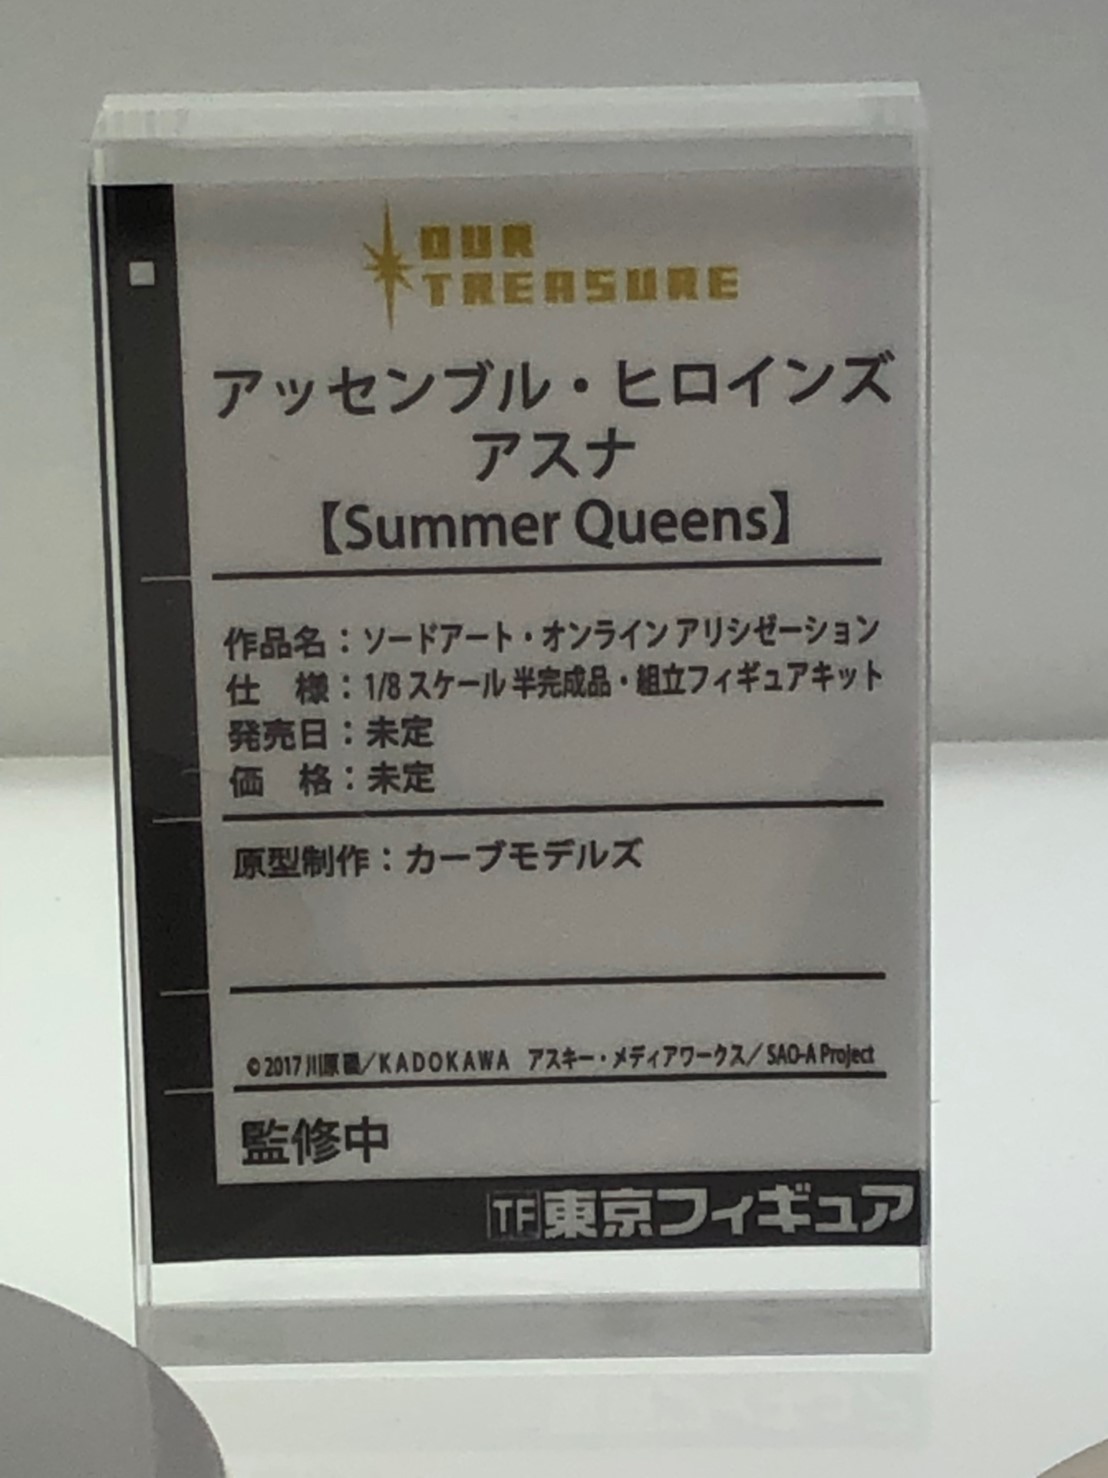 OUR
TREASURE
アッセンブル・ヒロインズ
アスナ
【Summer Queens】
作品名：ソードアート・オンライン アリシゼーション
仕　様：1/8 スケール 半完成品・組立フィギュアキット
発売日：未定
価　格：未定
原型制作：カーブモデルズ
© 2017 川原 礫／KADOKAWA　アスキー・メディアワークス／SAO-A Project
監修中
TF 東京フィギュア